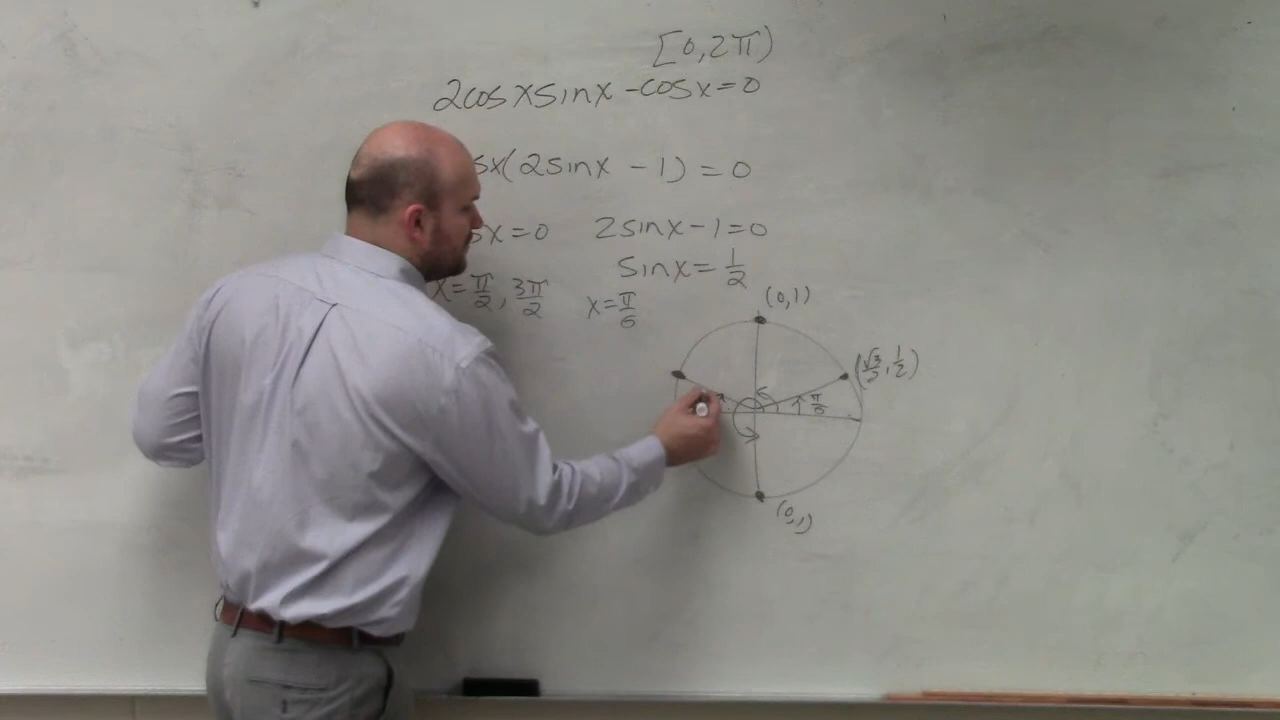 [0,2π)
2cosxsinx-cosx=0
sx(2sinx-1)=0
sx=0 2sinx-1=0
sinx=1/2
x=π/2,3π/2 x=π/6
(0,1)
(√3/2,1/2)
π/6
(0,1)